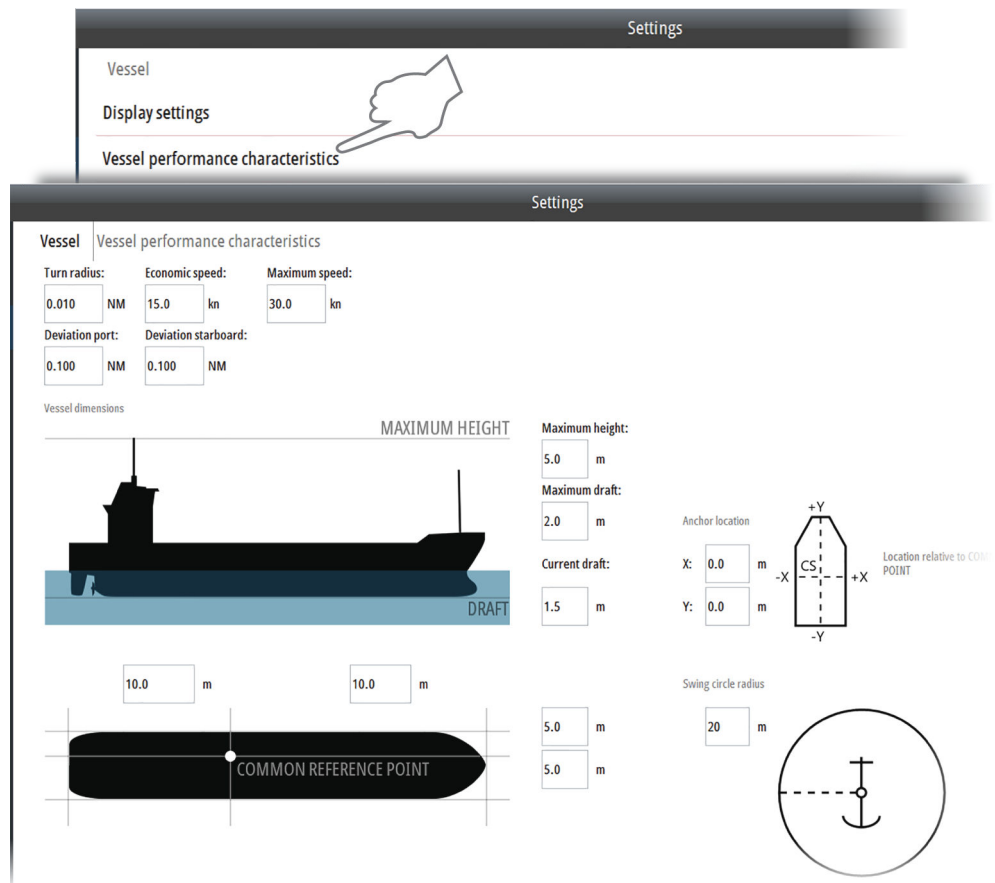 Settings
Vessel
Display settings
Vessel performance characteristics
Settings
Vessel Vessel performance characteristics
Turn radius: Economic speed: Maximum speed:
0.010 NM 15.0 kn 30.0 kn
Deviation port: Deviation starboard:
0.100 NM 0.100 NM
Vessel dimensions
MAXIMUM HEIGHT
DRAFT
Maximum height:
5.0 m
Maximum draft:
2.0 m
Current draft:
1.5 m
Anchor location
X: 0.0 m
Y: 0.0 m
+Y
-X CS +X
-Y
Location relative to COM
POINT
10.0 m 10.0 m
COMMON REFERENCE POINT
5.0 m
5.0 m
Swing circle radius
20 m